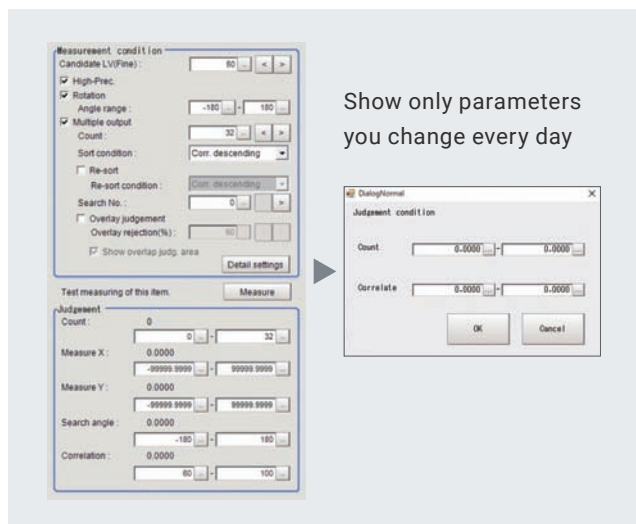 Measurement condition
Candidate LV(Fine) : 60 ... < >
High-Prec.
Rotation
Angle range : -180 ... - 180 ...
Multiple output
Count : 32 ... < >
Sort condition : Corr. descending
Re-sort
Re-sort condition : Corr. descending
Search No. : 0 ... >
Overlay judgement
Overlay rejection(%) : 60 ...
Show overlap judg. area
Detail settings
Test measuring of this item. Measure
Judgement
Count : 0
0 ... - 32 ...
Measure X : 0.0000
-99999.9999 ... - 99999.9999 ...
Measure Y : 0.0000
-99999.9999 ... - 99999.9999 ...
Search angle : 0.0000
-180 ... - 180 ...
Correlation : 0.0000
60 ... - 100 ...
Show only parameters
you change every day
DialogNormal
Judgement condition
Count 0.0000 ... - 0.0000 ...
Correlate 0.0000 ... - 0.0000 ...
OK Cancel